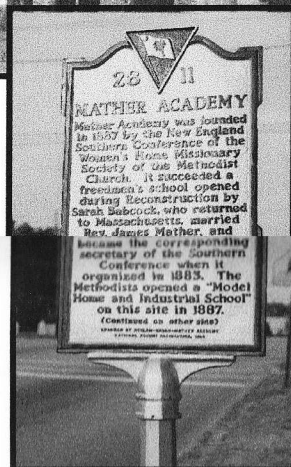 28 11
MATHER ACADEMY
Mather Academy was founded
in 1887 by the New England
Southern Conference of the
Women's Home Missionary
Society of the Methodist
Church. It succeeded a
freedmen's school opened
during Reconstruction by
Sarah Babcock, who returned
to Massachusetts, married
Rev. James Mather, and
became the corresponding
secretary of the Southern
Conference when it
organized in 1883. The
Methodists opened a "Model
Home and Industrial School"
on this site in 1887.
(Continued on other side)